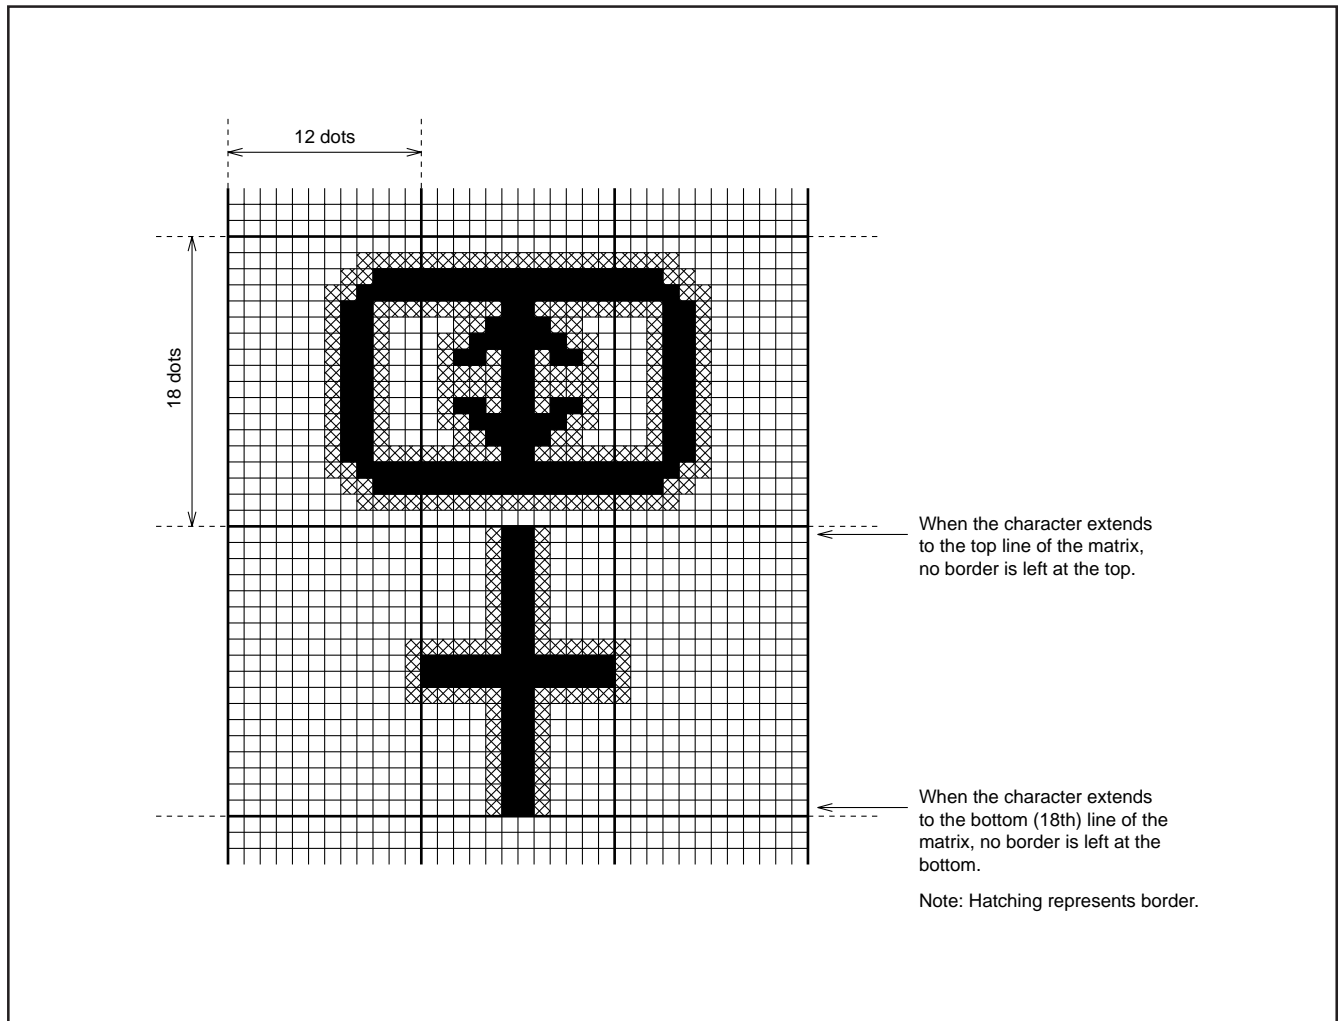 12 dots
18 dots
When the character extends
to the top line of the matrix,
no border is left at the top.
When the character extends
to the bottom (18th) line of the
matrix, no border is left at the
bottom.
Note: Hatching represents border.